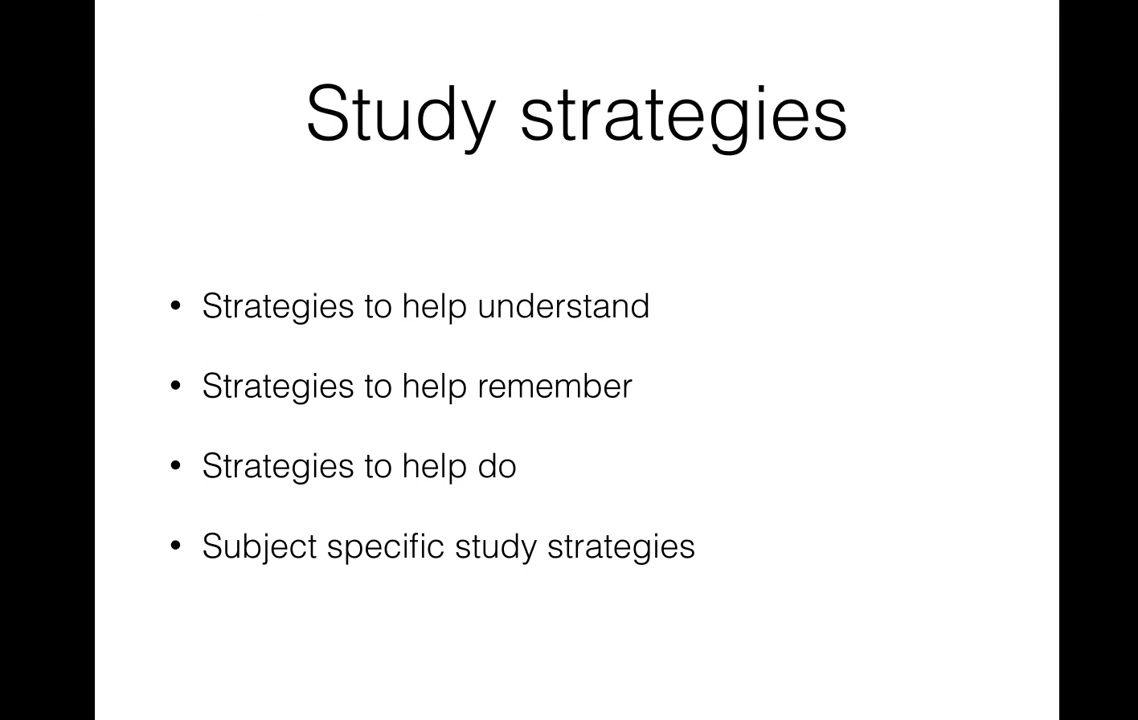 Study strategies
• Strategies to help understand
• Strategies to help remember
• Strategies to help do
• Subject specific study strategies